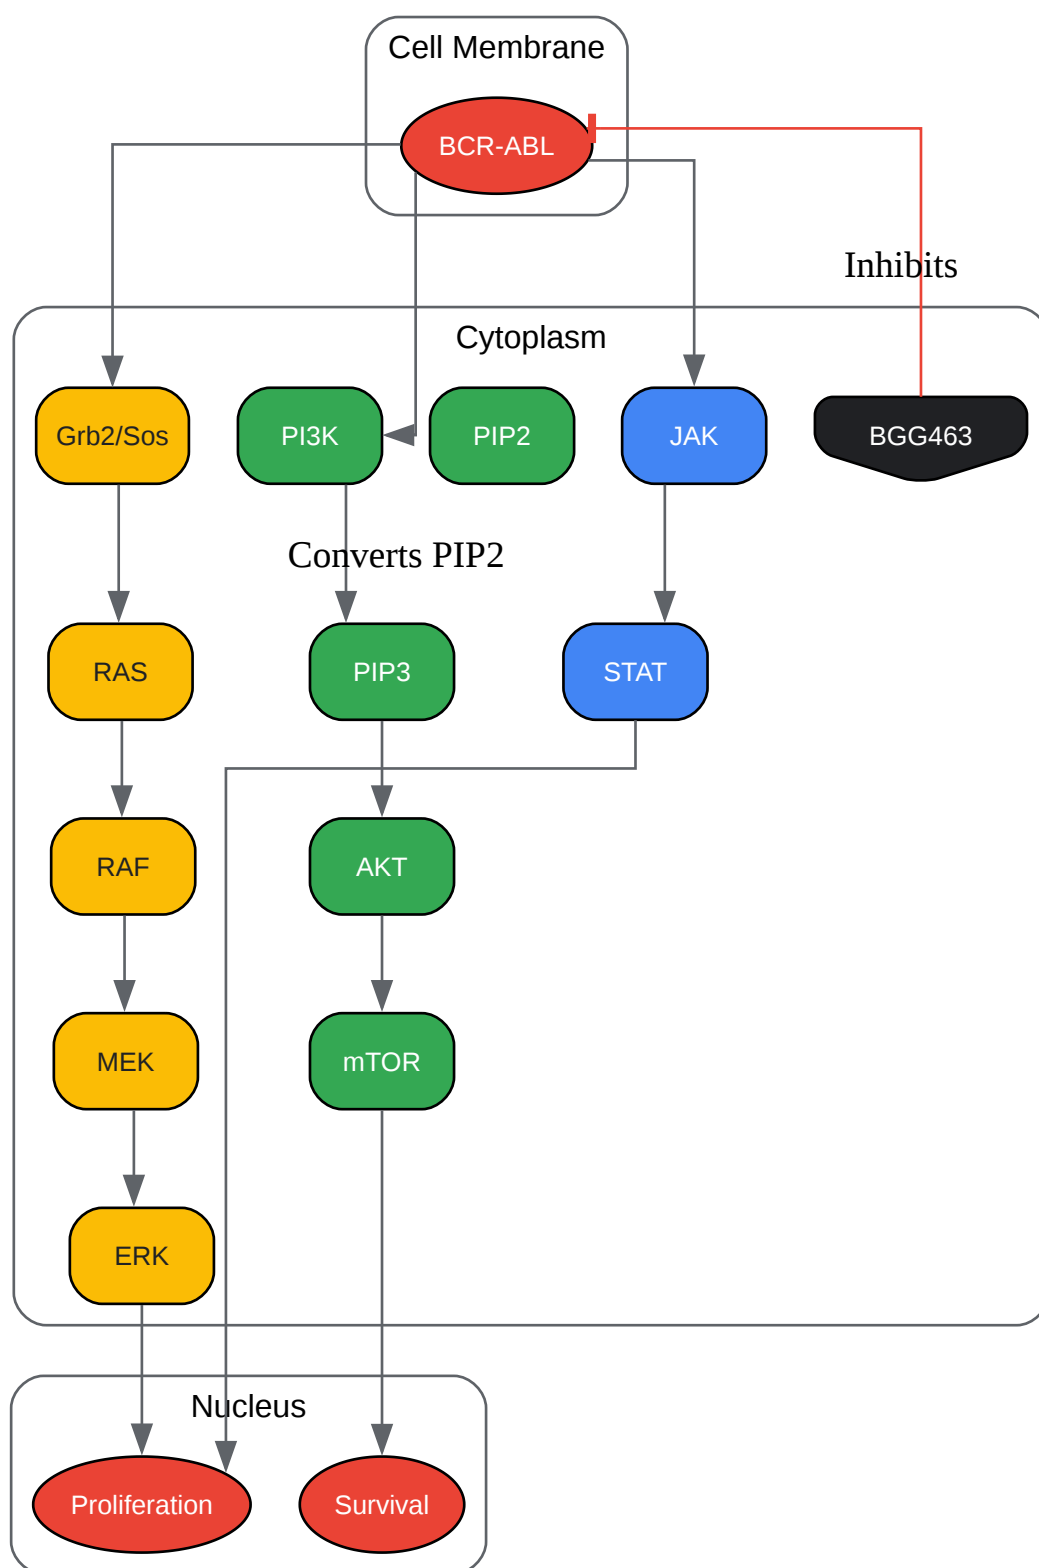 Cell Membrane
BCR-ABL
Inhibits
Cytoplasm
Grb2/Sos
PI3K
PIP2
JAK
BGG463
Converts PIP2
RAS
PIP3
STAT
RAF
AKT
MEK
mTOR
ERK
Nucleus
Proliferation
Survival